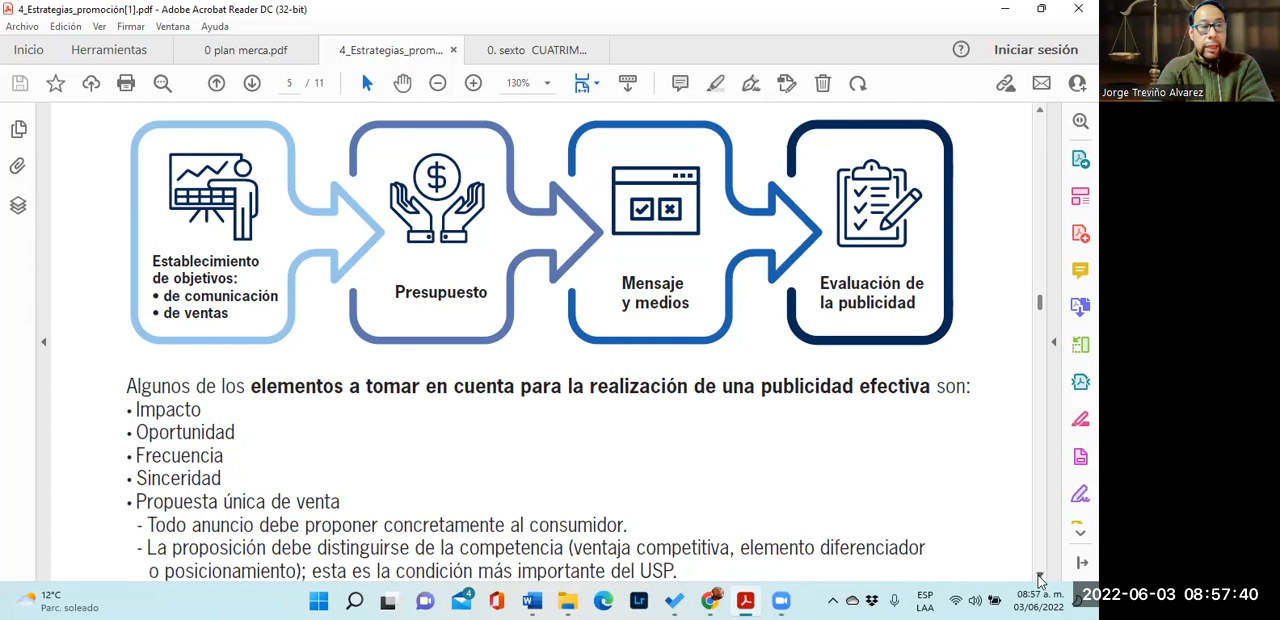 4_Estrategias_promoción[1].pdf - Adobe Acrobat Reader DC (32-bit)
Archivo Edición Ver Firmar Ventana Ayuda
Inicio Herramientas 0 plan merca.pdf 4_Estrategias_prom... × 0. sexto CUATRIM... Iniciar sesión
5 / 11 130%
Jorge Treviño Alvarez
Establecimiento
de objetivos:
• de comunicación
• de ventas
Presupuesto
Mensaje
y medios
Evaluación de
la publicidad
Algunos de los elementos a tomar en cuenta para la realización de una publicidad efectiva son:
• Impacto
• Oportunidad
• Frecuencia
• Sinceridad
• Propuesta única de venta
- Todo anuncio debe proponer concretamente al consumidor.
- La proposición debe distinguirse de la competencia (ventaja competitiva, elemento diferenciador
o posicionamiento); esta es la condición más importante del USP.
12°C
Parc. soleado
4
Lr
ESP
LAA
08:57 a. m.
03/06/2022
2022-06-03 08:57:40